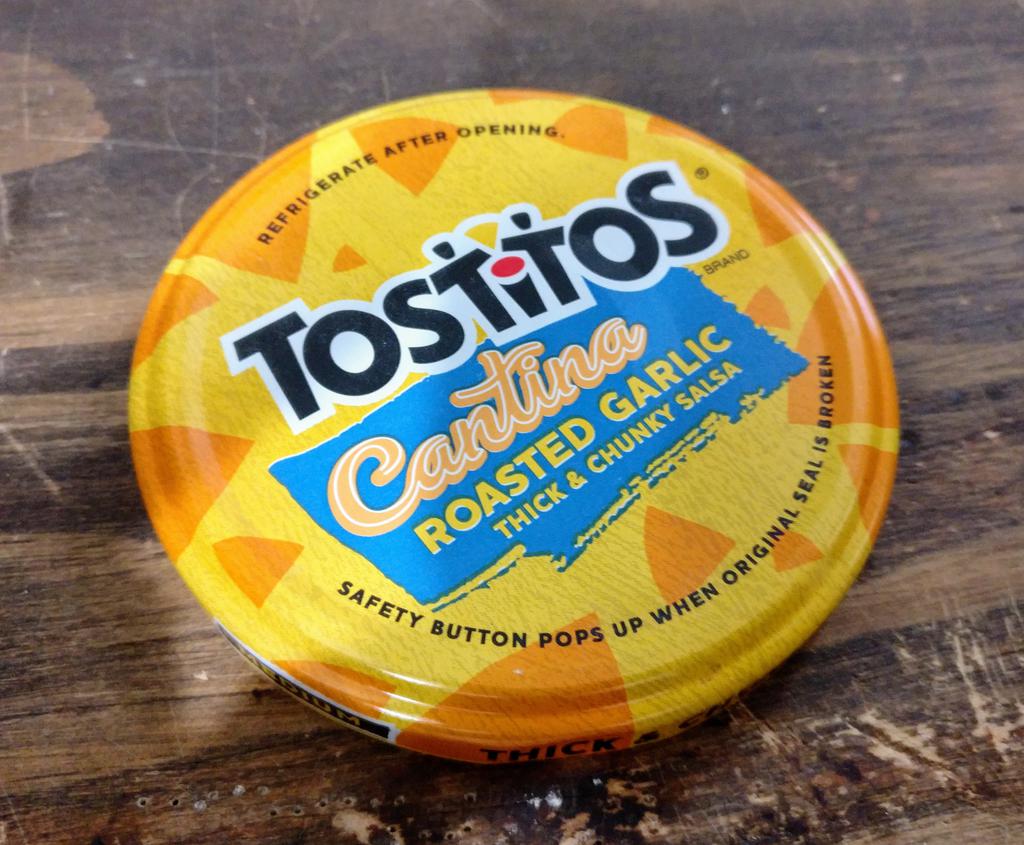 REFRIGERATE AFTER OPENING.
TOSTITOS®
BRAND
Cantina
ROASTED GARLIC
THICK & CHUNKY SALSA
SAFETY BUTTON POPS UP WHEN ORIGINAL SEAL IS BROKEN
THICK &